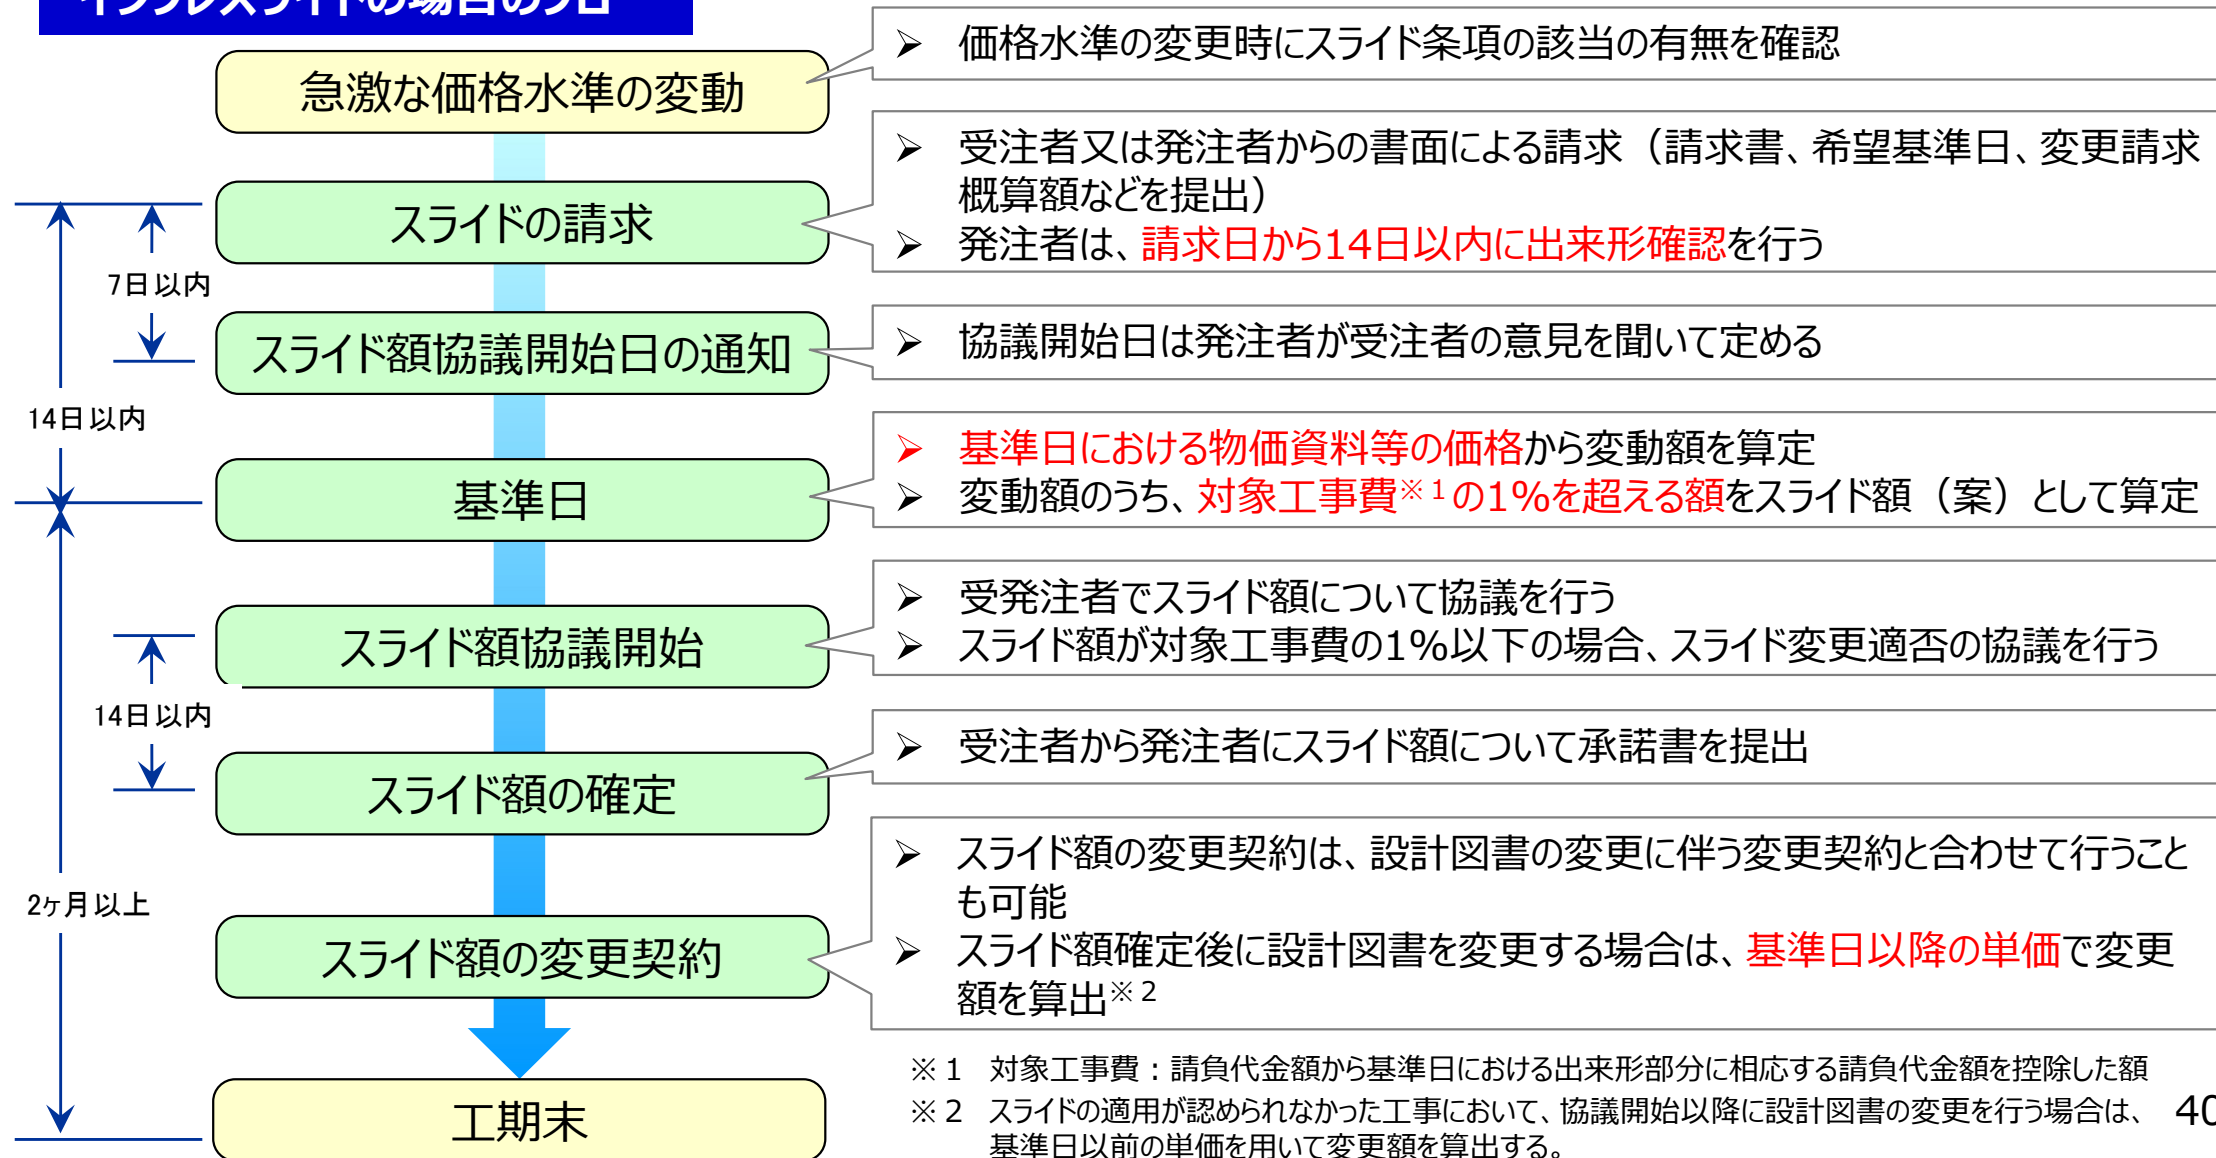 インフレスライドの場合のフロー
急激な価格水準の変動
➢ 価格水準の変更時にスライド条項の該当の有無を確認
スライドの請求
➢ 受注者又は発注者からの書面による請求（請求書、希望基準日、変更請求
概算額などを提出）
➢ 発注者は、請求日から14日以内に出来形確認を行う
7日以内
スライド額協議開始日の通知
➢ 協議開始日は発注者が受注者の意見を聞いて定める
14日以内
基準日
➢ 基準日における物価資料等の価格から変動額を算定
➢ 変動額のうち、対象工事費※１の1%を超える額をスライド額（案）として算定
スライド額協議開始
➢ 受発注者でスライド額について協議を行う
➢ スライド額が対象工事費の1%以下の場合、スライド変更適否の協議を行う
14日以内
スライド額の確定
➢ 受注者から発注者にスライド額について承諾書を提出
2ヶ月以上
スライド額の変更契約
➢ スライド額の変更契約は、設計図書の変更に伴う変更契約と合わせて行うこと
も可能
➢ スライド額確定後に設計図書を変更する場合は、基準日以降の単価で変更
額を算出※２
工期末
※１ 対象工事費：請負代金額から基準日における出来形部分に相応する請負代金額を控除した額
※２ スライドの適用が認められなかった工事において、協議開始以降に設計図書の変更を行う場合は、
基準日以前の単価を用いて変更額を算出する。
40